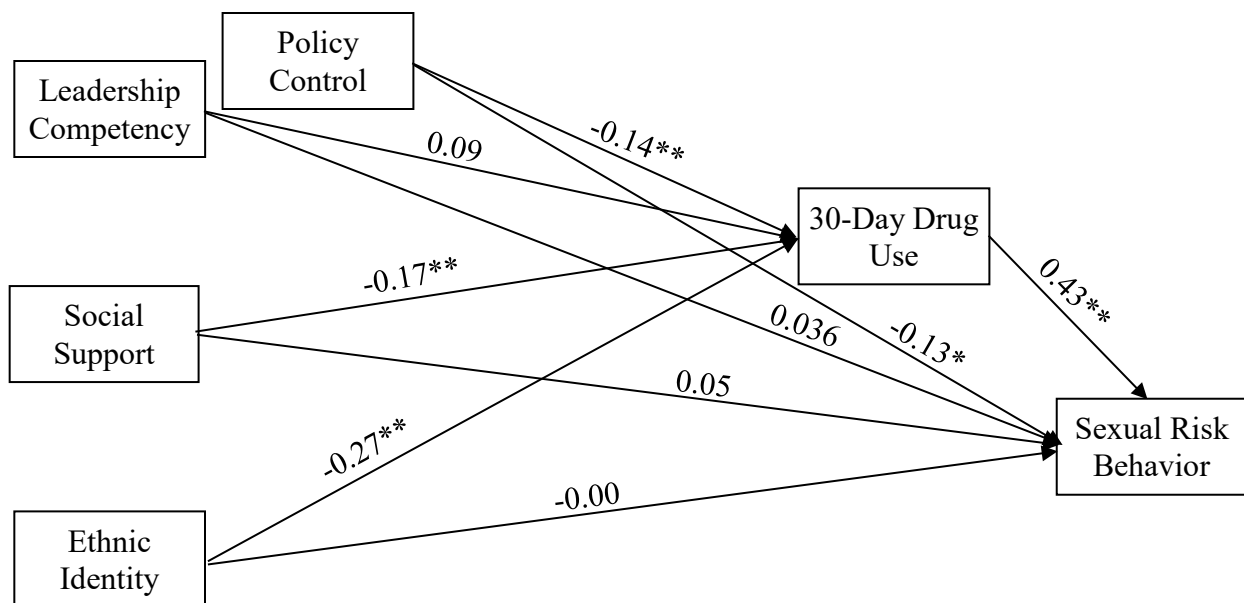 Policy
Control
Leadership
Competency
0.09
-0.14**
30-Day Drug
Use
-0.17**
0.43**
Social
Support
0.036
-0.13*
0.05
Sexual Risk
Behavior
-0.27**
-0.00
Ethnic
Identity